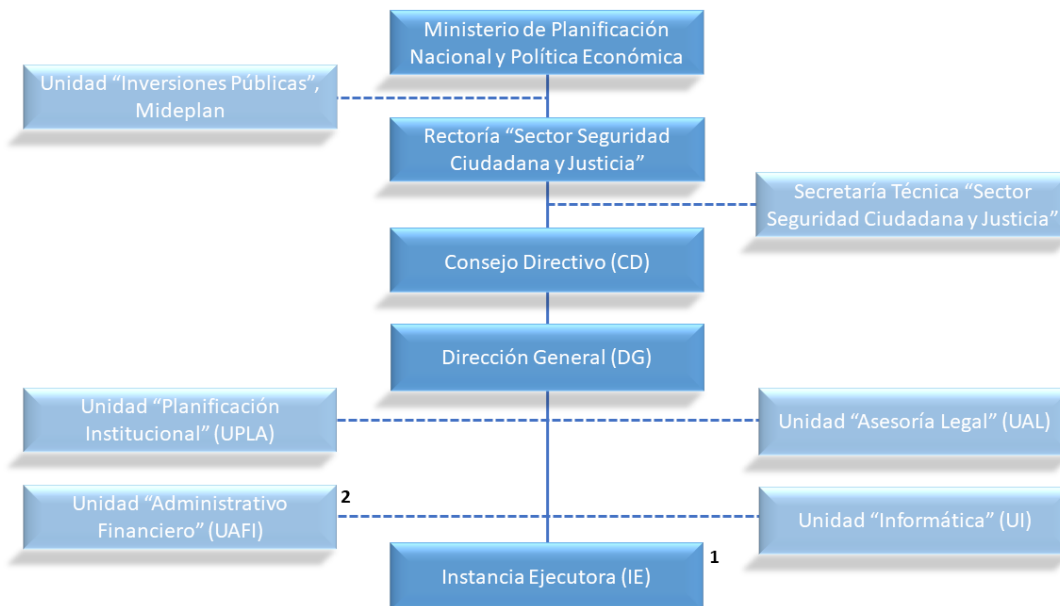 Ministerio de Planificación
Nacional y Política Económica
Unidad “Inversiones Públicas”,
Mideplan
Rectoría “Sector Seguridad
Ciudadana y Justicia”
Secretaría Técnica “Sector
Seguridad Ciudadana y Justicia”
Consejo Directivo (CD)
Dirección General (DG)
Unidad “Planificación
Institucional” (UPLA)
Unidad “Asesoría Legal” (UAL)
Unidad “Administrativo
Financiero” (UAFI)
2
Unidad “Informática” (UI)
Instancia Ejecutora (IE)
1